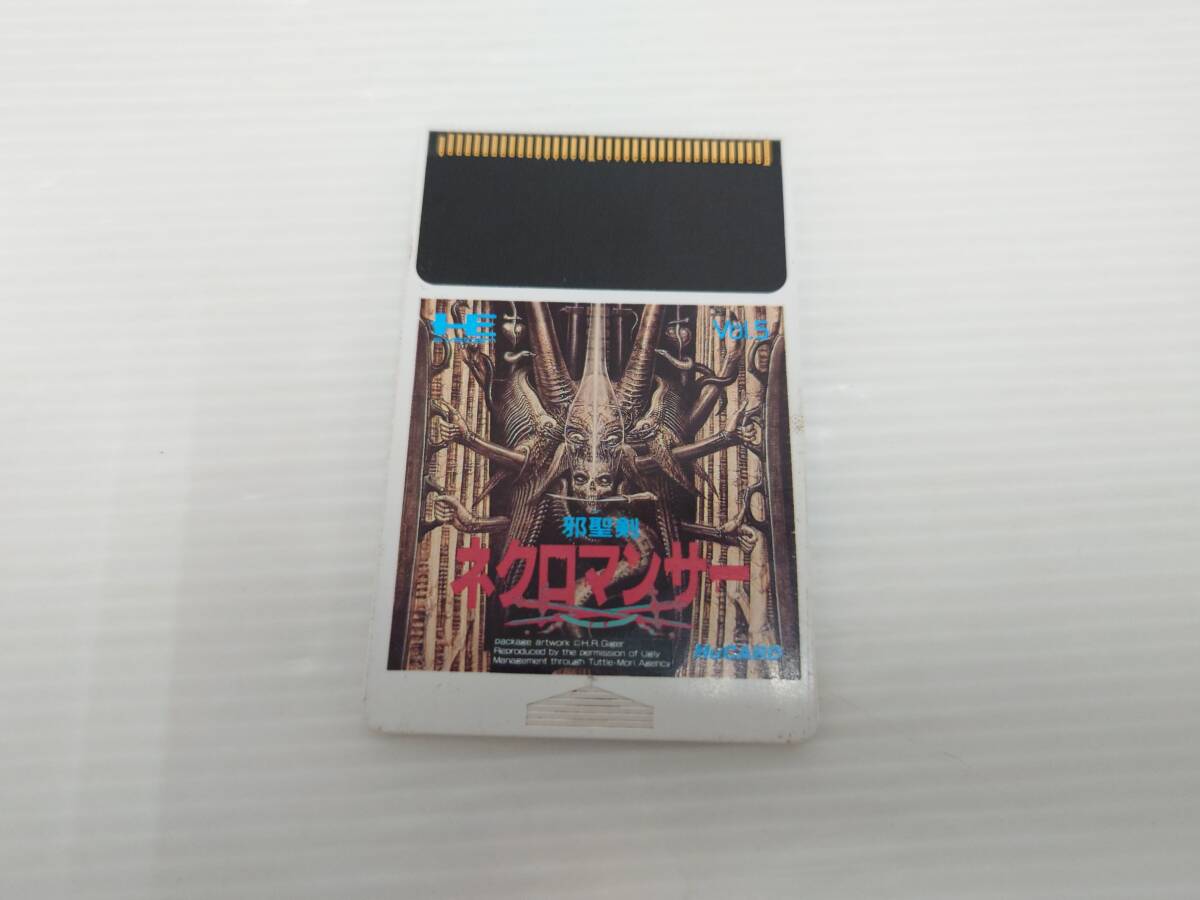 HE
Vol.5
邪聖剣
ネクロマンサー
package artwork ©H.R.Giger
Reproduced by the permission of Ugly
Management through Tuttle-Mori Agency
HuCARD